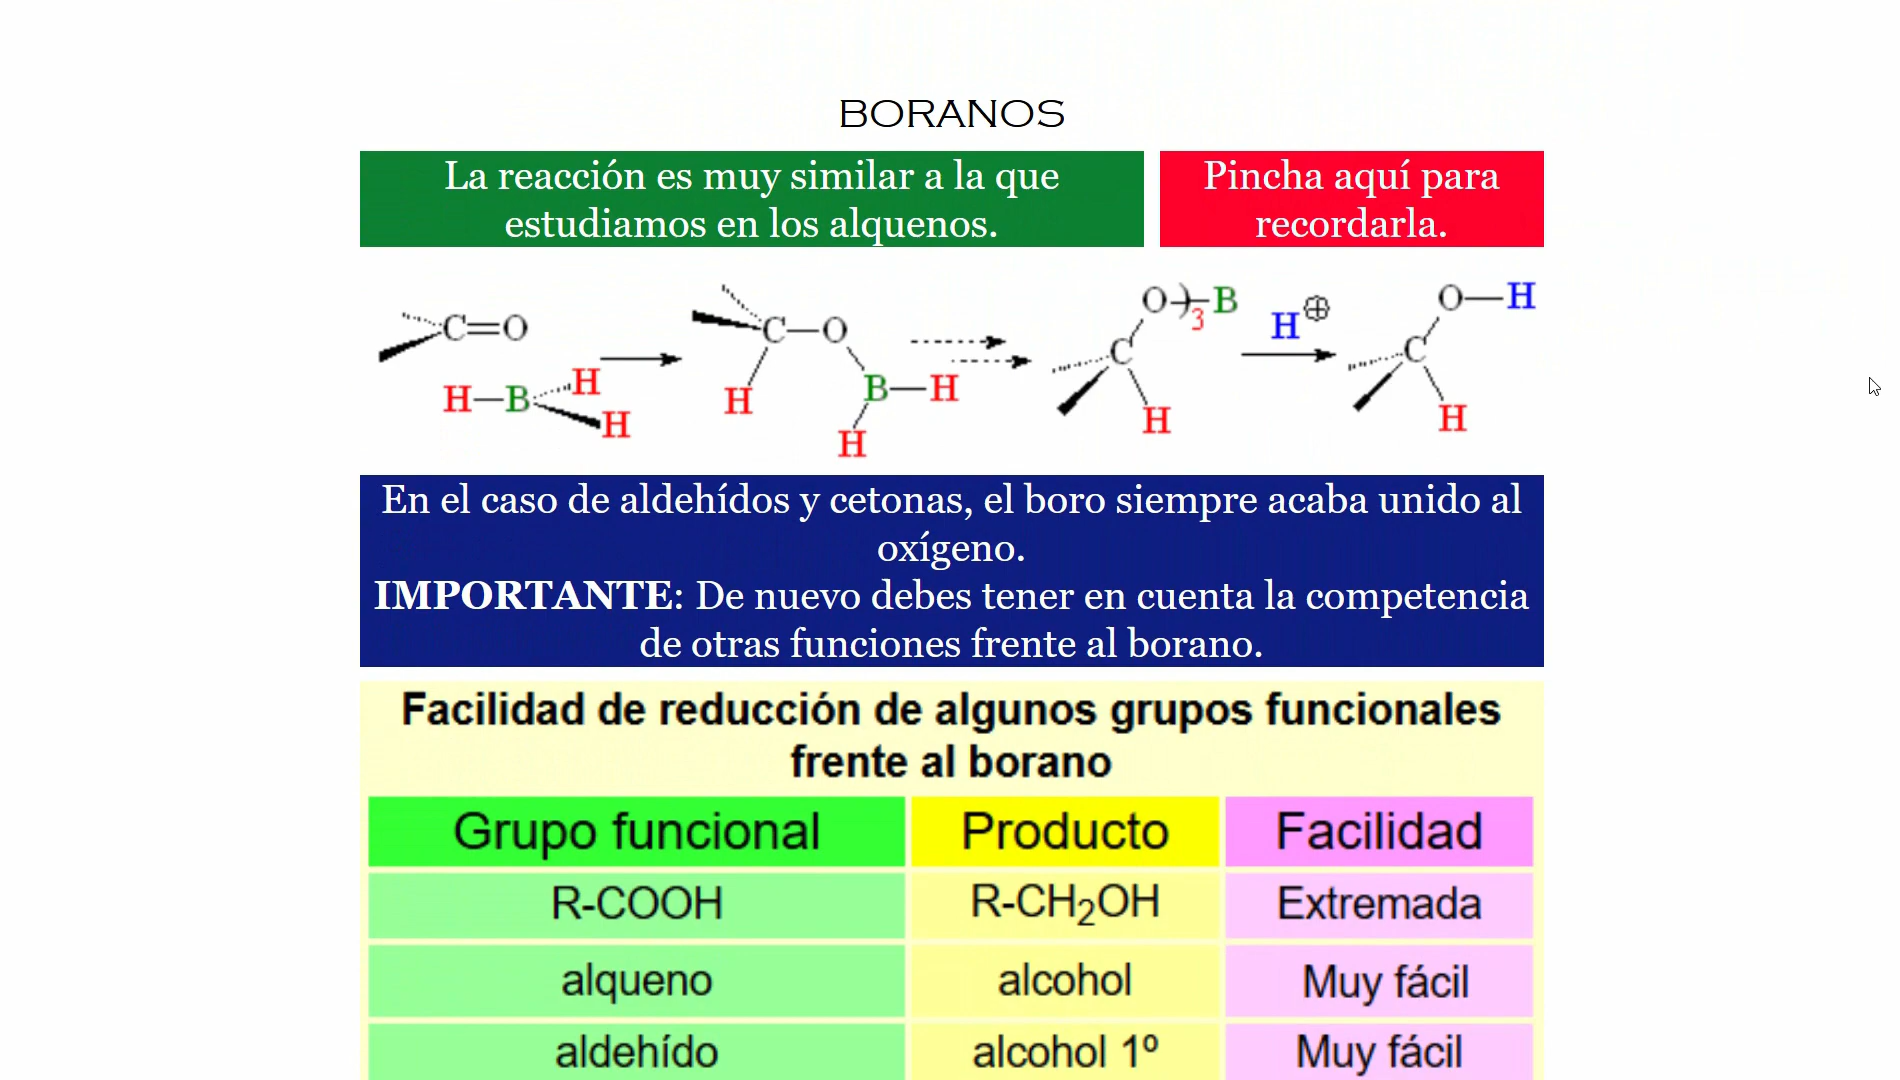 BORANOS
La reacción es muy similar a la que
estudiamos en los alquenos.
Pincha aquí para
recordarla.
C=O
H—B
H
H
C—O
H
B—H
H
O)3B
C
H
H⊕
O—H
C
H
En el caso de aldehídos y cetonas, el boro siempre acaba unido al
oxígeno.
IMPORTANTE: De nuevo debes tener en cuenta la competencia
de otras funciones frente al borano.
Facilidad de reducción de algunos grupos funcionales
frente al borano
Grupo funcional Producto Facilidad
R-COOH R-CH₂OH Extremada
alqueno alcohol Muy fácil
aldehído alcohol 1º Muy fácil